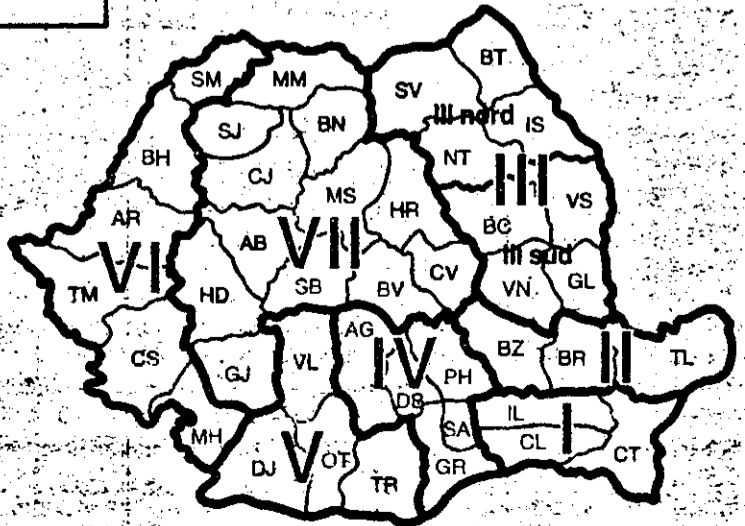 BT
SM MM SV
III nord
SJ BN IS
BH NT
CJ III
MS VS
HR
AR BC
AB VII
VI III sud
CV GL
TM HD SB BV VN
AG
BZ
CS VL IV BR II TL
GJ PH
DB IL
SA I
MH CL
V OT CT
DJ GR
TR